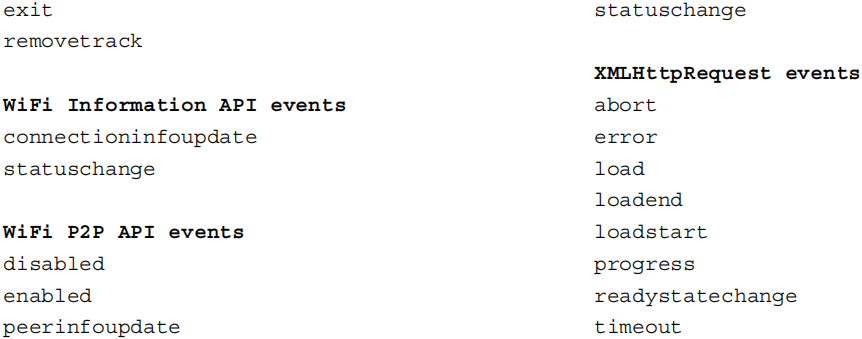 exit
removetrack
WiFi Information API events
connectioninfoupdate
statuschange
WiFi P2P API events
disabled
enabled
peerinfoupdate
statuschange
XMLHttpRequest events
abort
error
load
loadend
loadstart
progress
readystatechange
timeout